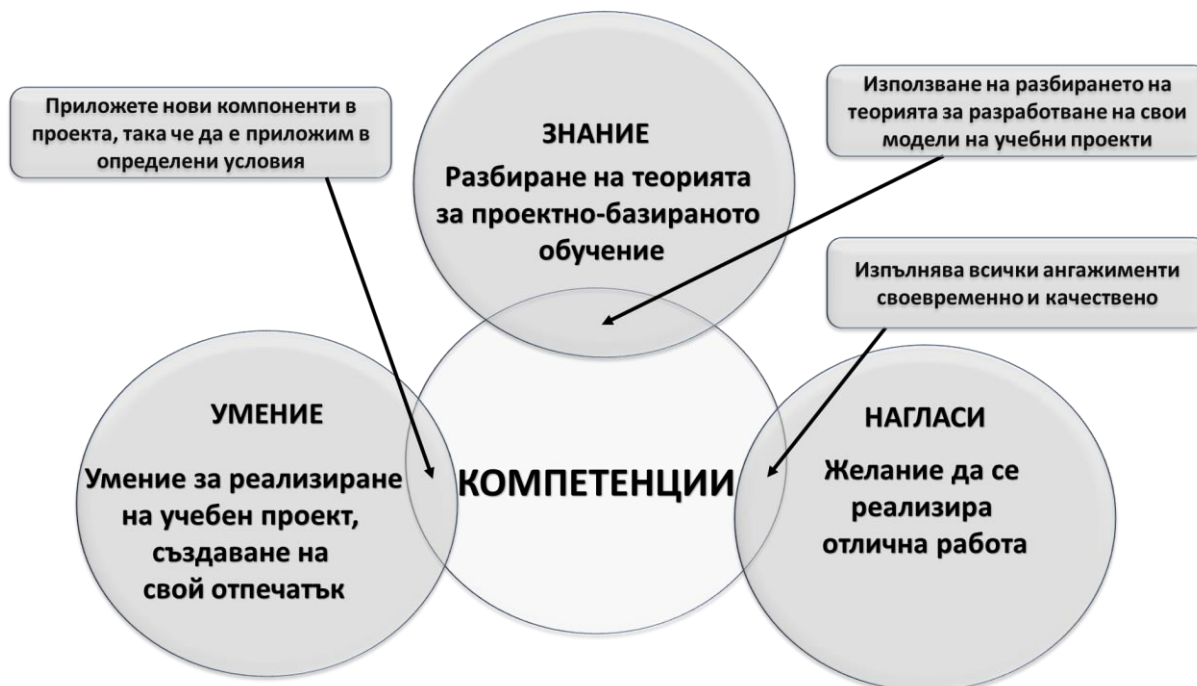 Приложете нови компоненти в
проекта, така че да е приложим в
определени условия
Използване на разбирането на
теорията за разработване на свои
модели на учебни проекти
ЗНАНИЕ
Разбиране на теорията
за проектно-базираното
обучение
Изпълнява всички ангажименти
своевременно и качествено
УМЕНИЕ
Умение за реализиране
на учебен проект,
създаване на
свой отпечатък
КОМПЕТЕНЦИИ
НАГЛАСИ
Желание да се
реализира
отлична работа